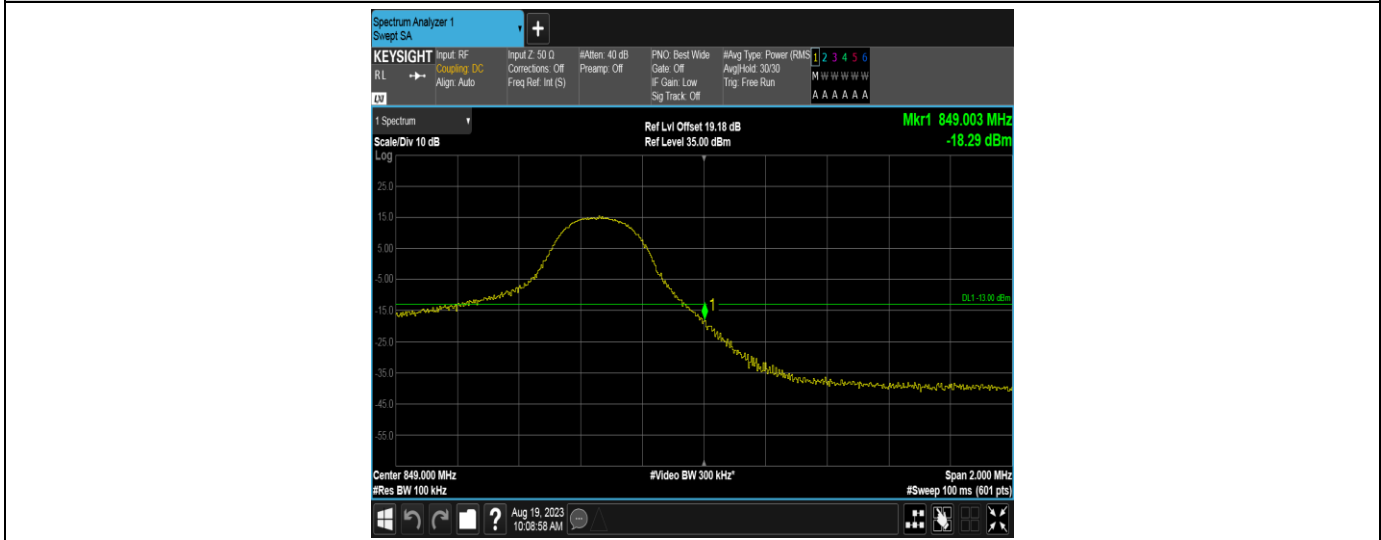 Spectrum Analyzer 1
Swept SA
+
KEYSIGHT
RL
LXI
Input: RF
Coupling: DC
Align: Auto
Input Z: 50 Ω
Corrections: Off
Freq Ref: Int (S)
#Atten: 40 dB
Preamp: Off
PNO: Best Wide
Gate: Off
IF Gain: Low
Sig Track: Off
#Avg Type: Power (RMS
Avg|Hold: 30/30
Trig: Free Run
1 2 3 4 5 6
M W W W W W
A A A A A A
1 Spectrum
Scale/Div 10 dB
Ref Lvl Offset 19.18 dB
Ref Level 35.00 dBm
Mkr1 849.003 MHz
-18.29 dBm
Log
25.0
15.0
5.00
-5.00
-15.0
-25.0
-35.0
-45.0
-55.0
DL1 -13.00 dBm
1
Center 849.000 MHz
#Video BW 300 kHz*
Span 2.000 MHz
#Res BW 100 kHz
#Sweep 100 ms (601 pts)
?
Aug 19, 2023
10:08:58 AM